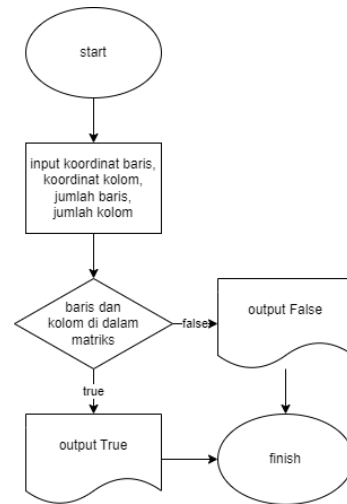 start
input koordinat baris,
koordinat kolom,
jumlah baris,
jumlah kolom
baris dan
kolom di dalam
matriks
false
output False
true
output True
finish